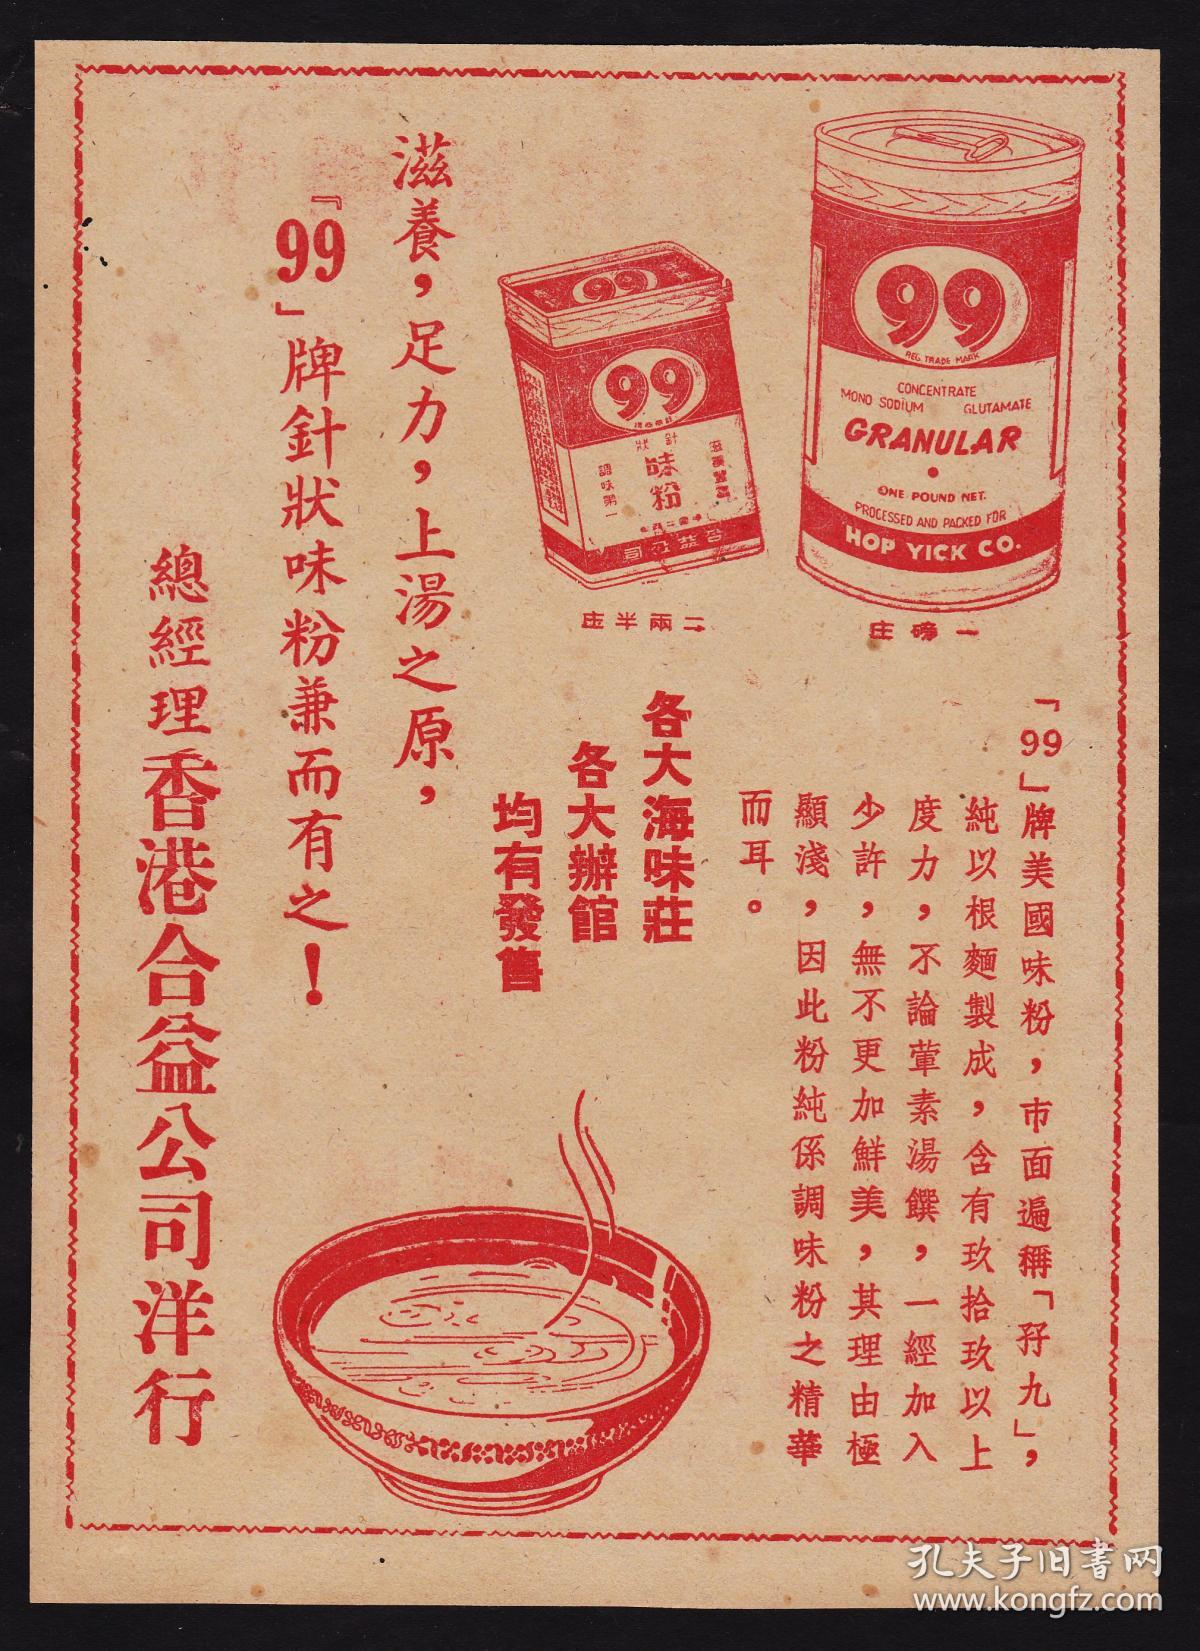 99
REG. TRADE MARK
CONCENTRATE
MONO SODIUM GLUTAMATE
GRANULAR
ONE POUND NET.
PROCESSED AND PACKED FOR
HOP YICK CO.
一磅庄
99
99
針狀
味粉
調味第一
合益公司
二兩半庄
「99」牌美國味粉，市面遍稱「孖九」，
純以根麵製成，含有玖拾玖以上
度力，不論葷素湯饌，一經加入
少許，無不更加鮮美，其理由極
顯淺，因此粉純係調味粉之精華
而耳。
各大海味莊
各大辦館
均有發售
滋養，足力，上湯之原，
「99」牌針狀味粉兼而有之！
總經理香港合益公司洋行
孔夫子旧書网
www.kongfz.com